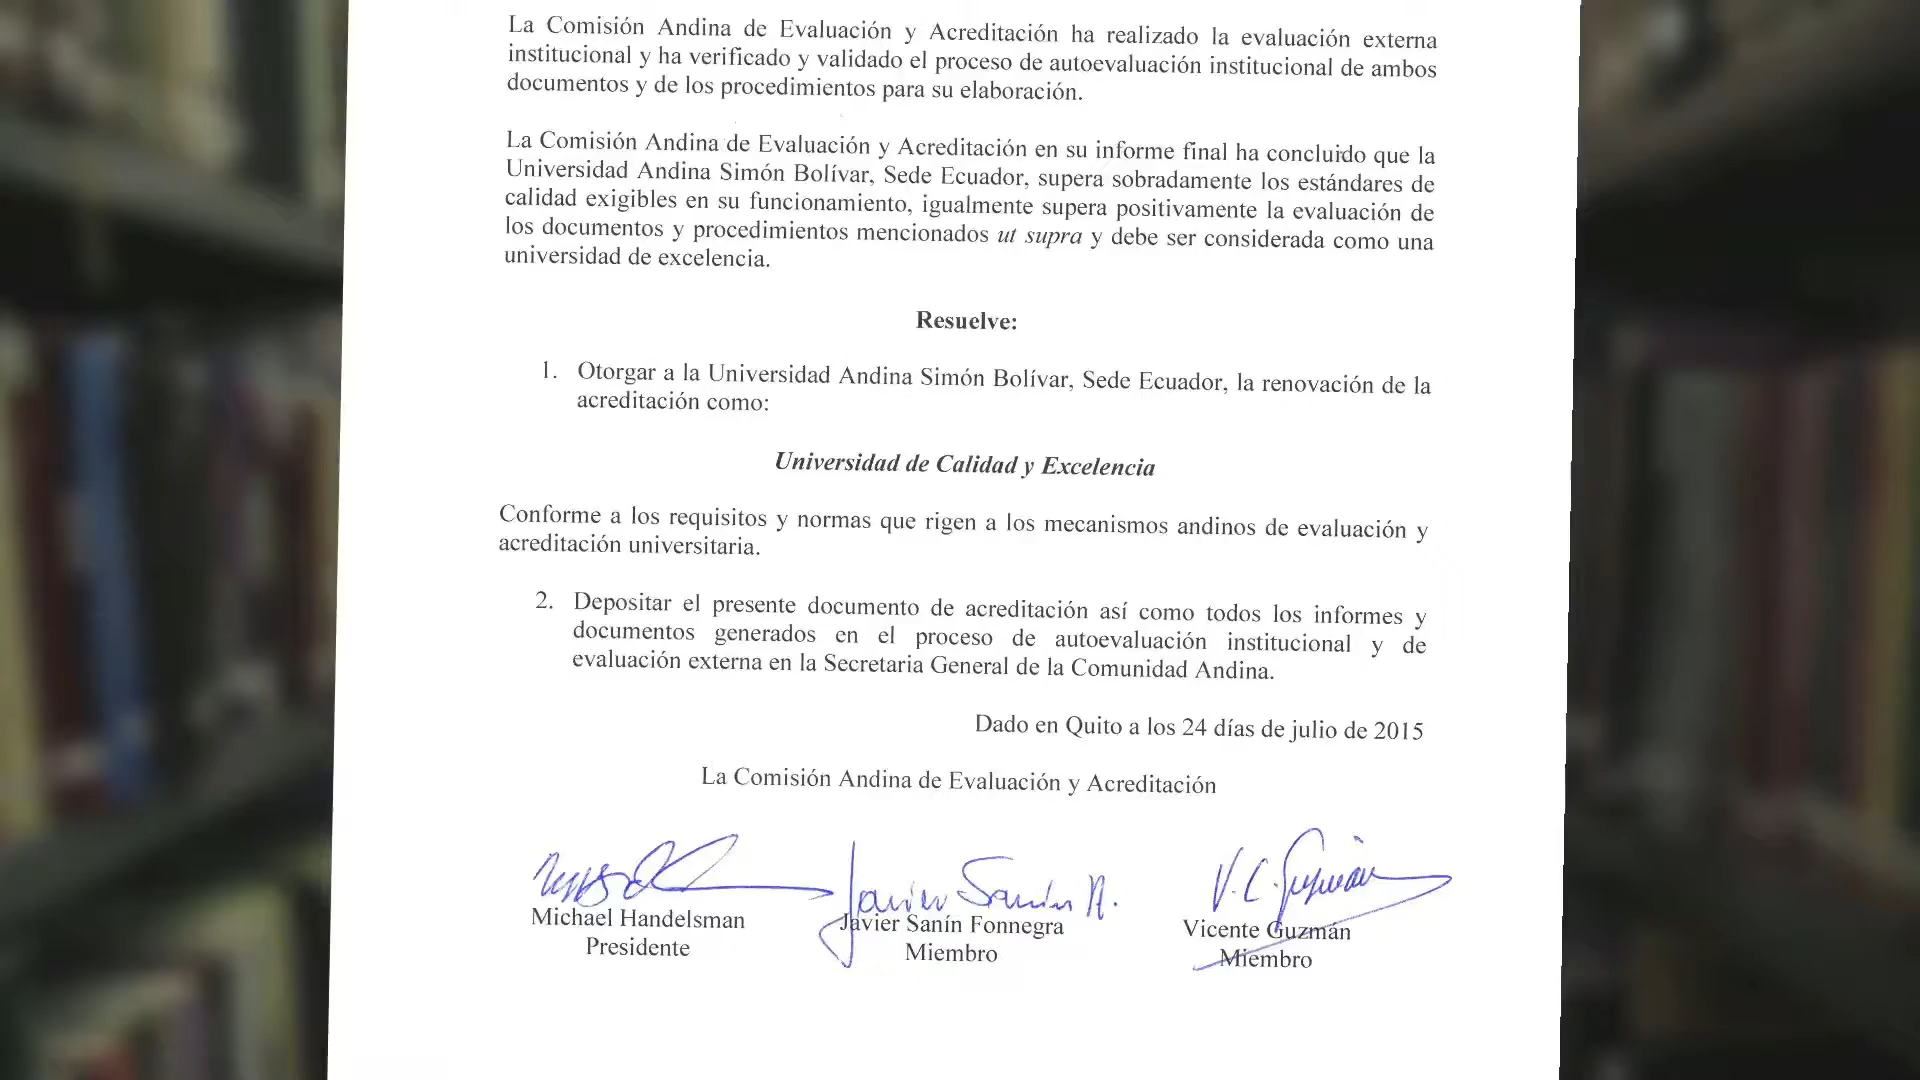 La Comisión Andina de Evaluación y Acreditación ha realizado la evaluación externa
institucional y ha verificado y validado el proceso de autoevaluación institucional de ambos
documentos y de los procedimientos para su elaboración.
La Comisión Andina de Evaluación y Acreditación en su informe final ha concluido que la
Universidad Andina Simón Bolívar, Sede Ecuador, supera sobradamente los estándares de
calidad exigibles en su funcionamiento, igualmente supera positivamente la evaluación de
los documentos y procedimientos mencionados ut supra y debe ser considerada como una
universidad de excelencia.
Resuelve:
1. Otorgar a la Universidad Andina Simón Bolívar, Sede Ecuador, la renovación de la
acreditación como:
Universidad de Calidad y Excelencia
Conforme a los requisitos y normas que rigen a los mecanismos andinos de evaluación y
acreditación universitaria.
2. Depositar el presente documento de acreditación así como todos los informes y
documentos generados en el proceso de autoevaluación institucional y de
evaluación externa en la Secretaria General de la Comunidad Andina.
Dado en Quito a los 24 días de julio de 2015
La Comisión Andina de Evaluación y Acreditación
Javier Sanín
V. C. Guzmán
Michael Handelsman
Javier Sanín Fonnegra
Vicente Guzmán
Presidente
Miembro
Miembro